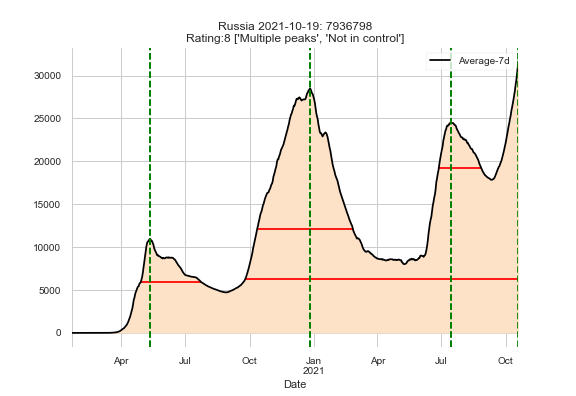 Russia 2021-10-19: 7936798
Rating:8 ['Multiple peaks', 'Not in control']
Average-7d
30000
25000
20000
15000
10000
5000
0
Apr Jul Oct Jan Apr Jul Oct
2021
Date